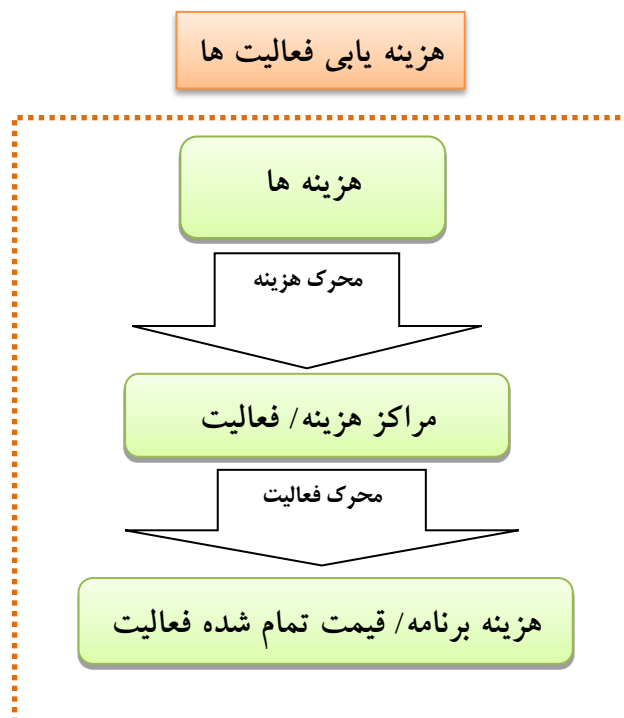 هزینه یابی فعالیت ها
هزینه ها
محرک هزینه
مراکز هزینه/ فعالیت
محرک فعالیت
هزینه برنامه/ قیمت تمام شده فعالیت